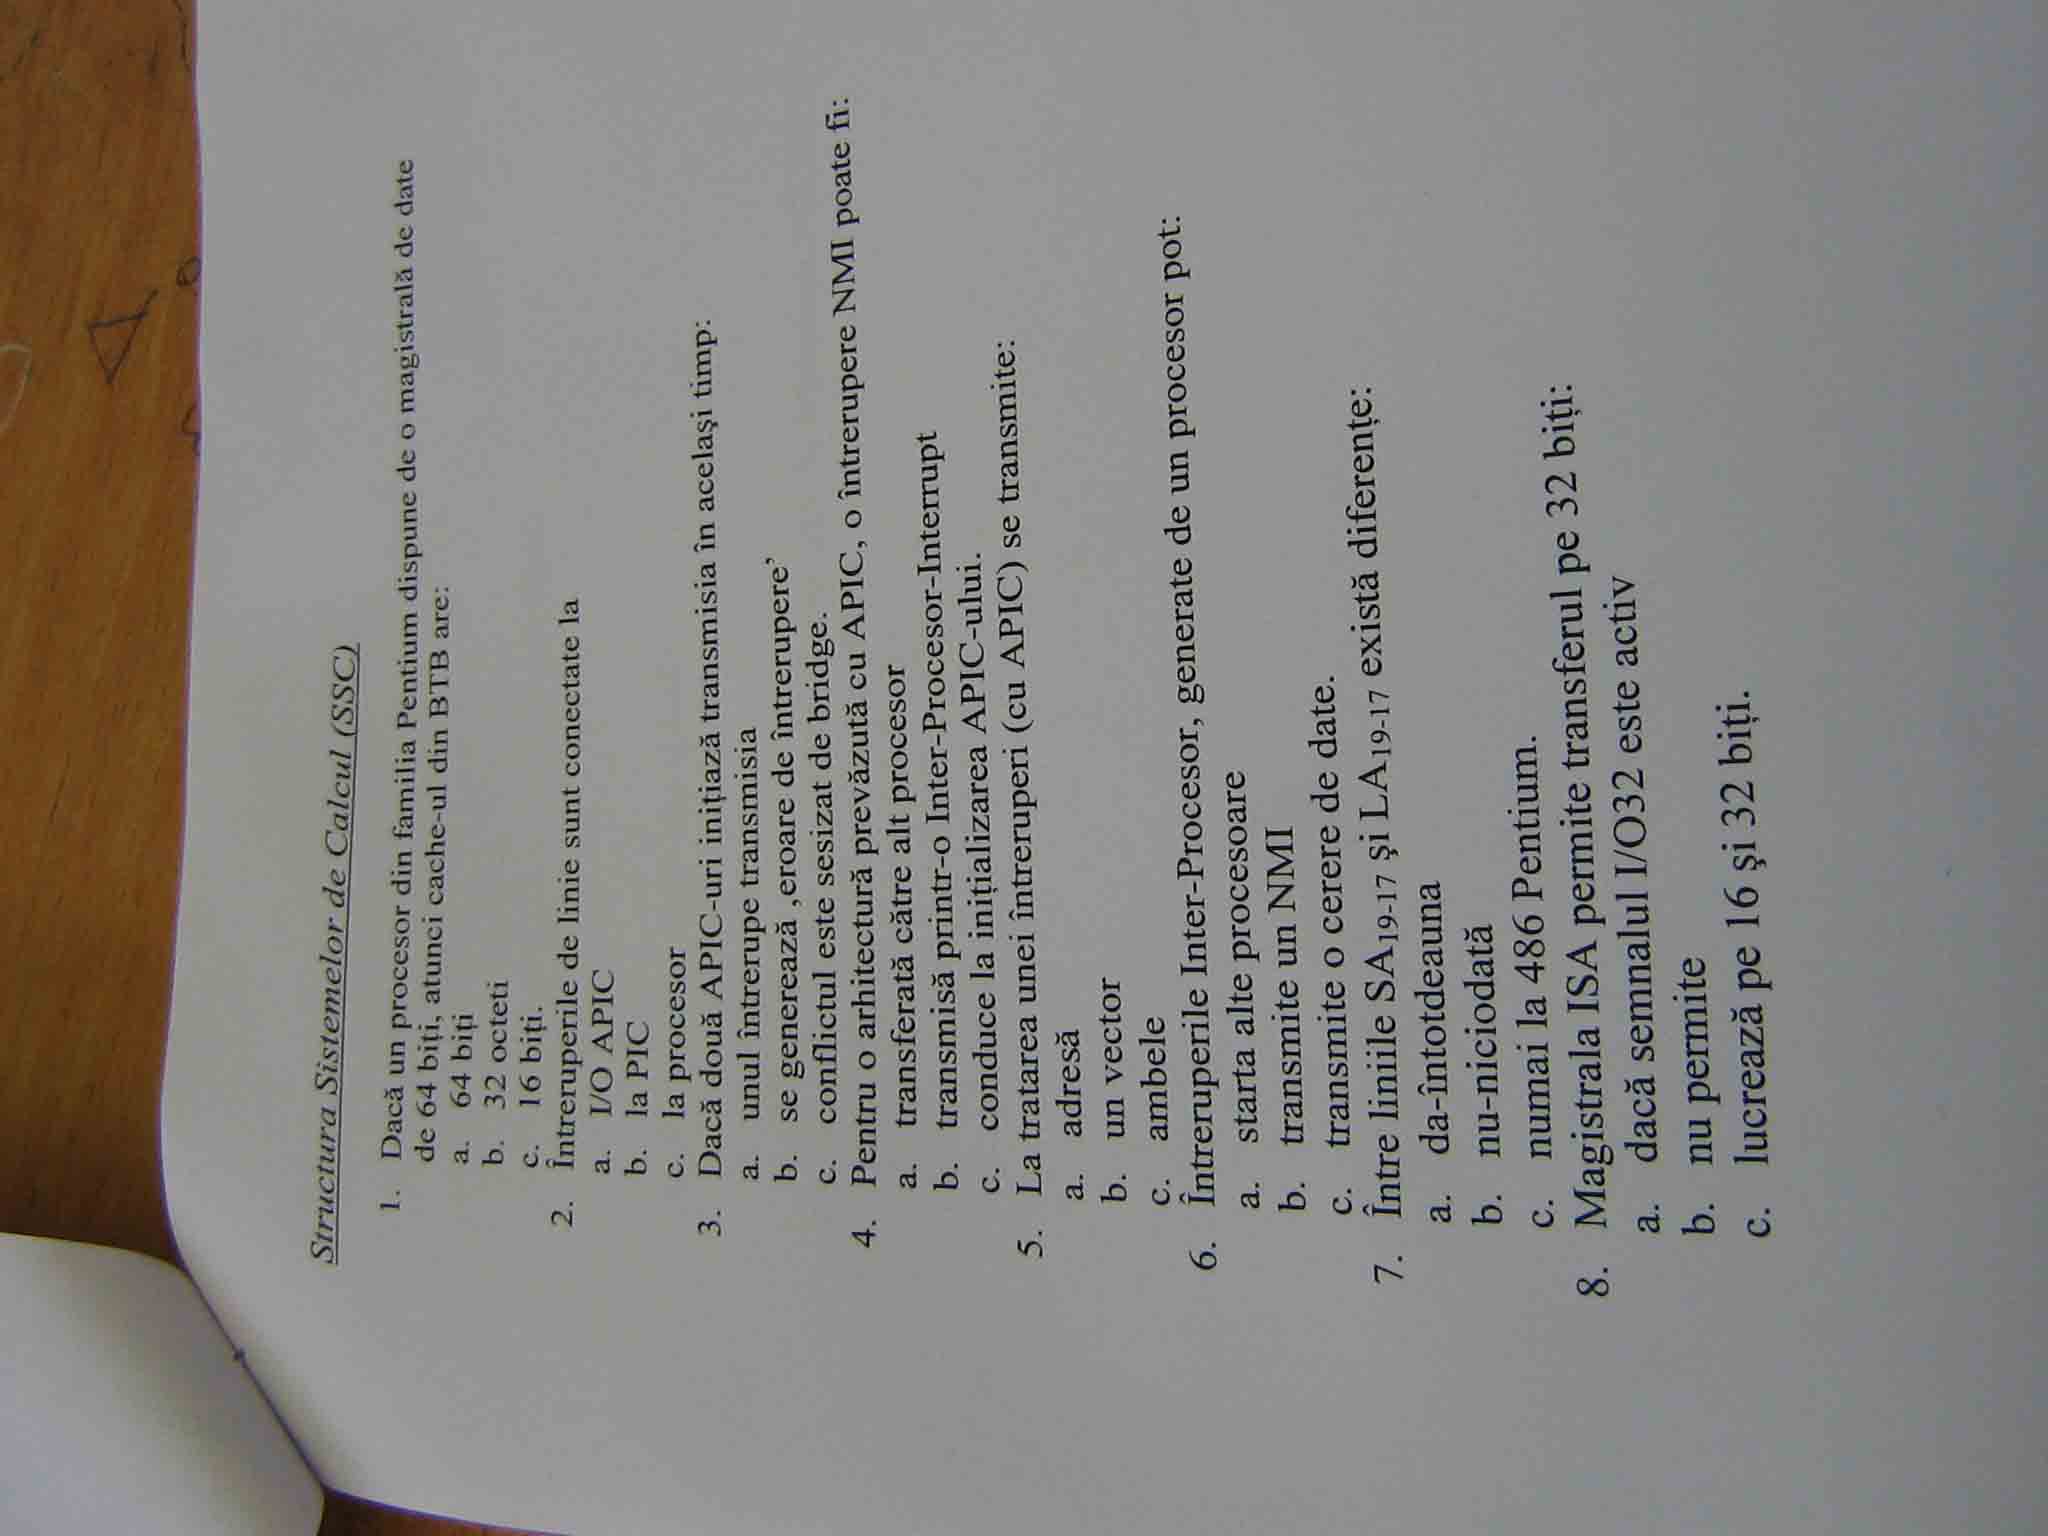 Structura Sistemelor de Calcul (SSC)
1. Dacă un procesor din familia Pentium dispune de o magistrală de date
de 64 biți, atunci cache-ul din BTB are:
a. 64 biți
b. 32 octeti
c. 16 biți.
2. Întreruperile de linie sunt conectate la
a. I/O APIC
b. la PIC
c. la procesor
3. Dacă două APIC-uri inițiază transmisia în același timp:
a. unul întrerupe transmisia
b. se generează ‚eroare de întrerupere’
c. conflictul este sesizat de bridge.
4. Pentru o arhitectură prevăzută cu APIC, o întrerupere NMI poate fi:
a. transferată către alt procesor
b. transmisă printr-o Inter-Procesor-Interrupt
c. conduce la inițializarea APIC-ului.
5. La tratarea unei întreruperi (cu APIC) se transmite:
a. adresă
b. un vector
c. ambele
6. Întreruperile Inter-Procesor, generate de un procesor pot:
a. starta alte procesoare
b. transmite un NMI
c. transmite o cerere de date.
7. Între liniile SA19-17 și LA19-17 există diferențe:
a. da-întotdeauna
b. nu-niciodată
c. numai la 486 Pentium.
8. Magistrala ISA permite transferul pe 32 biți:
a. dacă semnalul I/O32 este activ
b. nu permite
c. lucrează pe 16 și 32 biți.